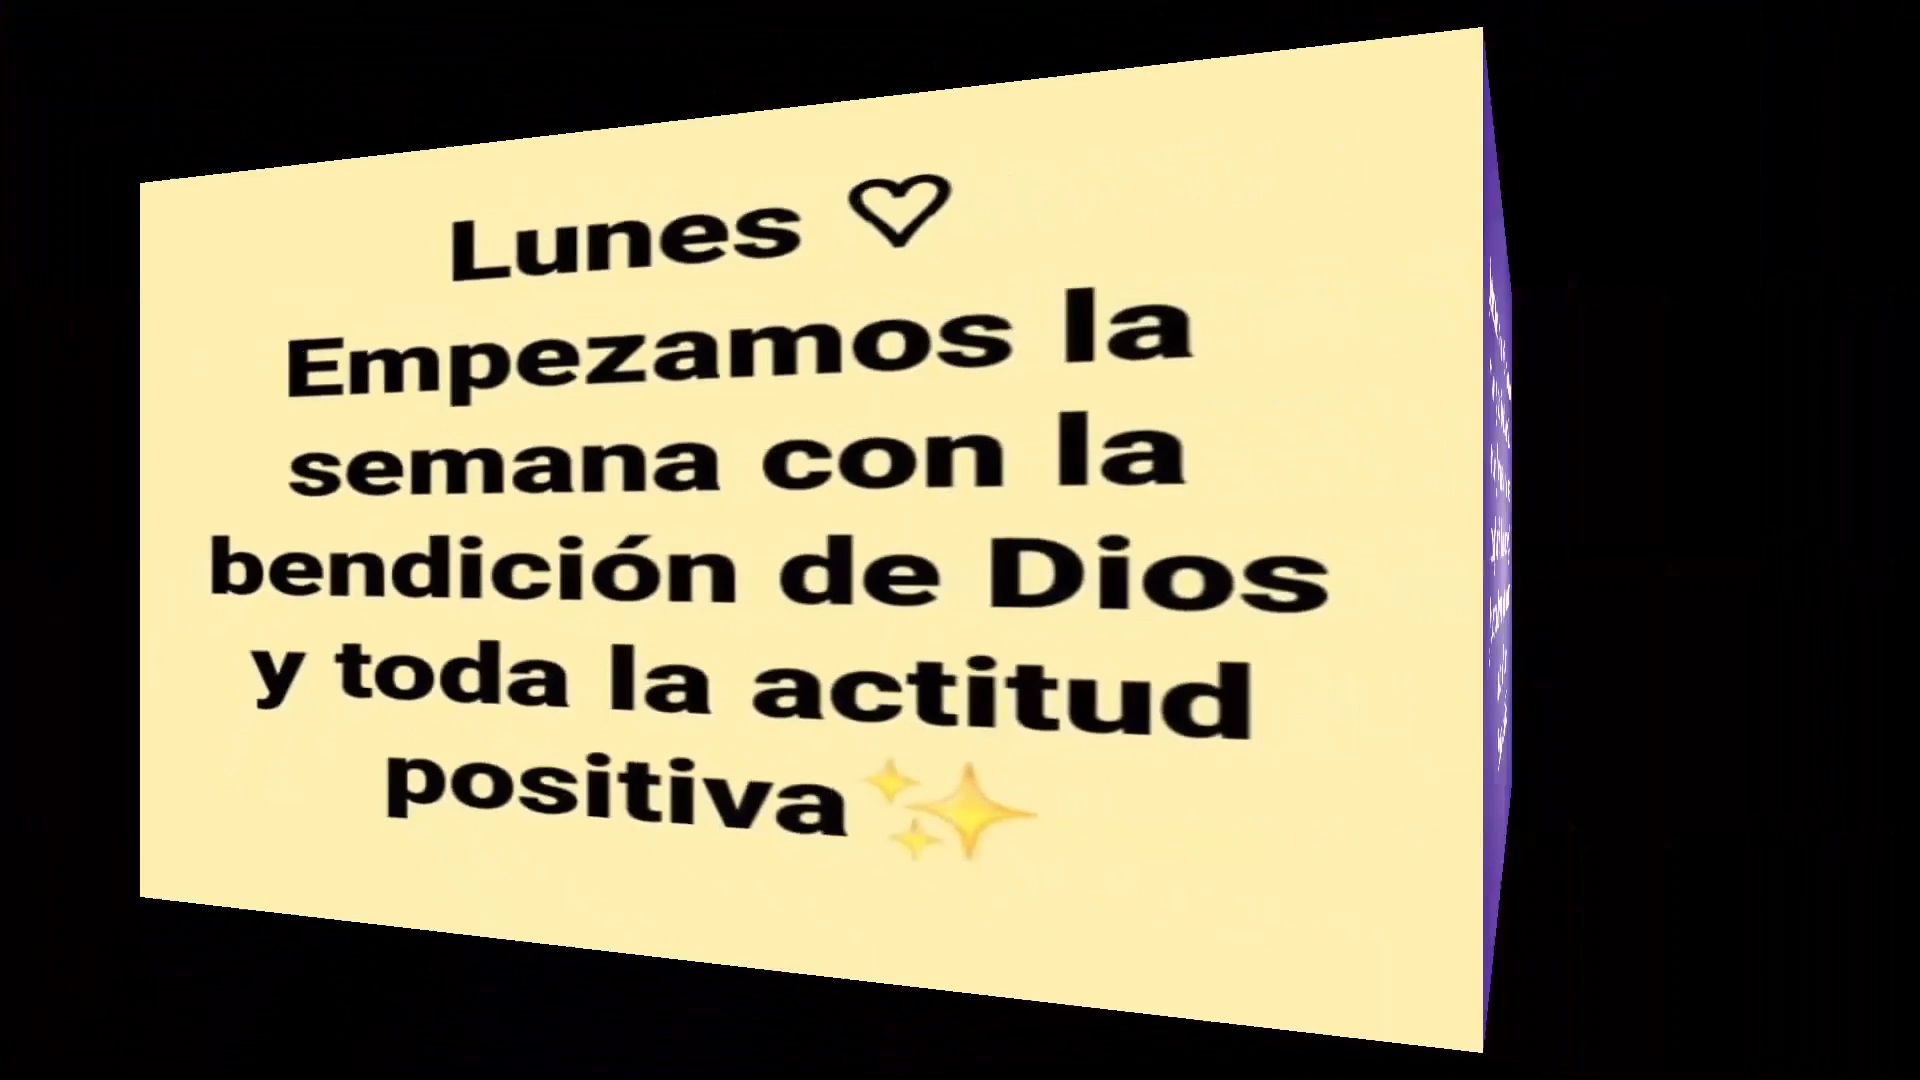 Lunes ♡
Empezamos la
semana con la
bendición de Dios
y toda la actitud
positiva ✨